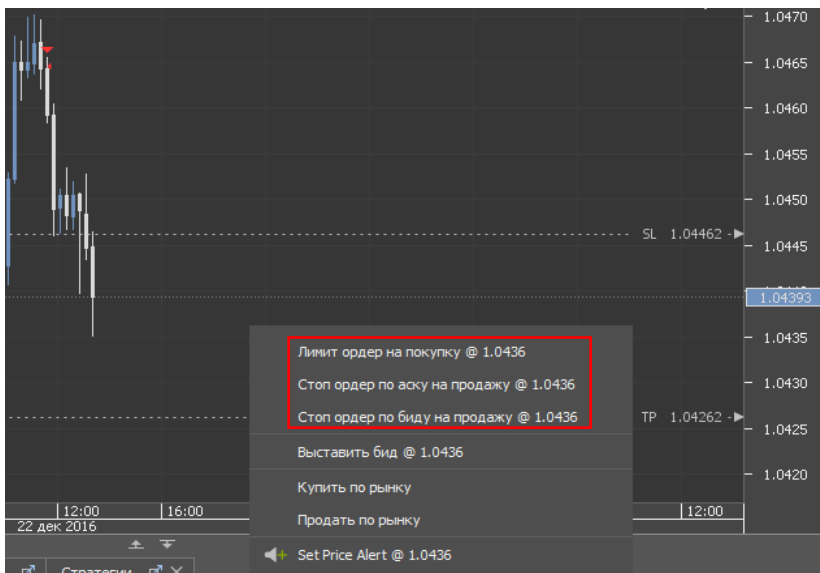 1.0470
1.0465
1.0460
1.0455
1.0450
SL 1.04462
1.0445
1.04393
Лимит ордер на покупку @ 1.0436
1.0435
Стоп ордер по аску на продажу @ 1.0436
1.0430
Стоп ордер по биду на продажу @ 1.0436
TP 1.04262
1.0425
Выставить бид @ 1.0436
1.0420
Купить по рынку
12:00 16:00 12:00
Продать по рынку
22 дек 2016
Set Price Alert @ 1.0436
Стратегии